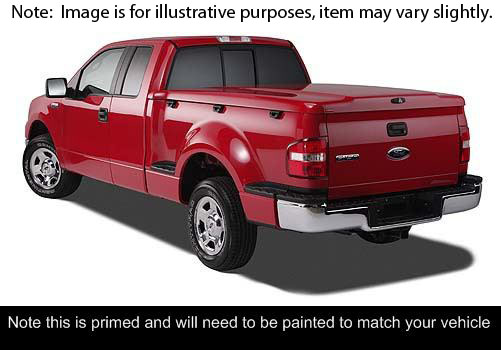 Note:  Image is for illustrative purposes, item may vary slightly.
Ford
Note this is primed and will need to be painted to match your vehicle